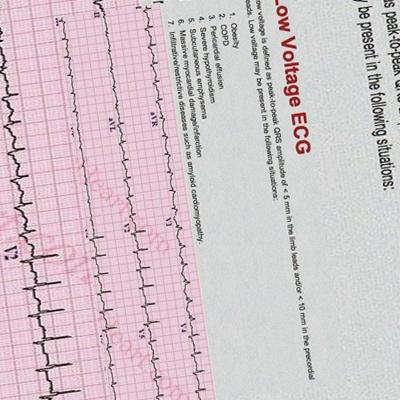 as peak-to-peak
be present in the following situations:
Low Voltage ECG
Low voltage is defined as peak-to-peak QRS amplitude of < 5 mm in the limb leads and/or < 10 mm in the precordial
leads. Low voltage may be present in the following situations:
1. Obesity
2. COPD
3. Pericardial effusion
4. Severe hypothyroidism
5. Subcutaneous emphysema
6. Massive myocardial damage/infarction
7. Infiltrative/restrictive diseases such as amyloid cardiomyopathy.
aVR
aVL
II
V1
V2
V4
V5
V2